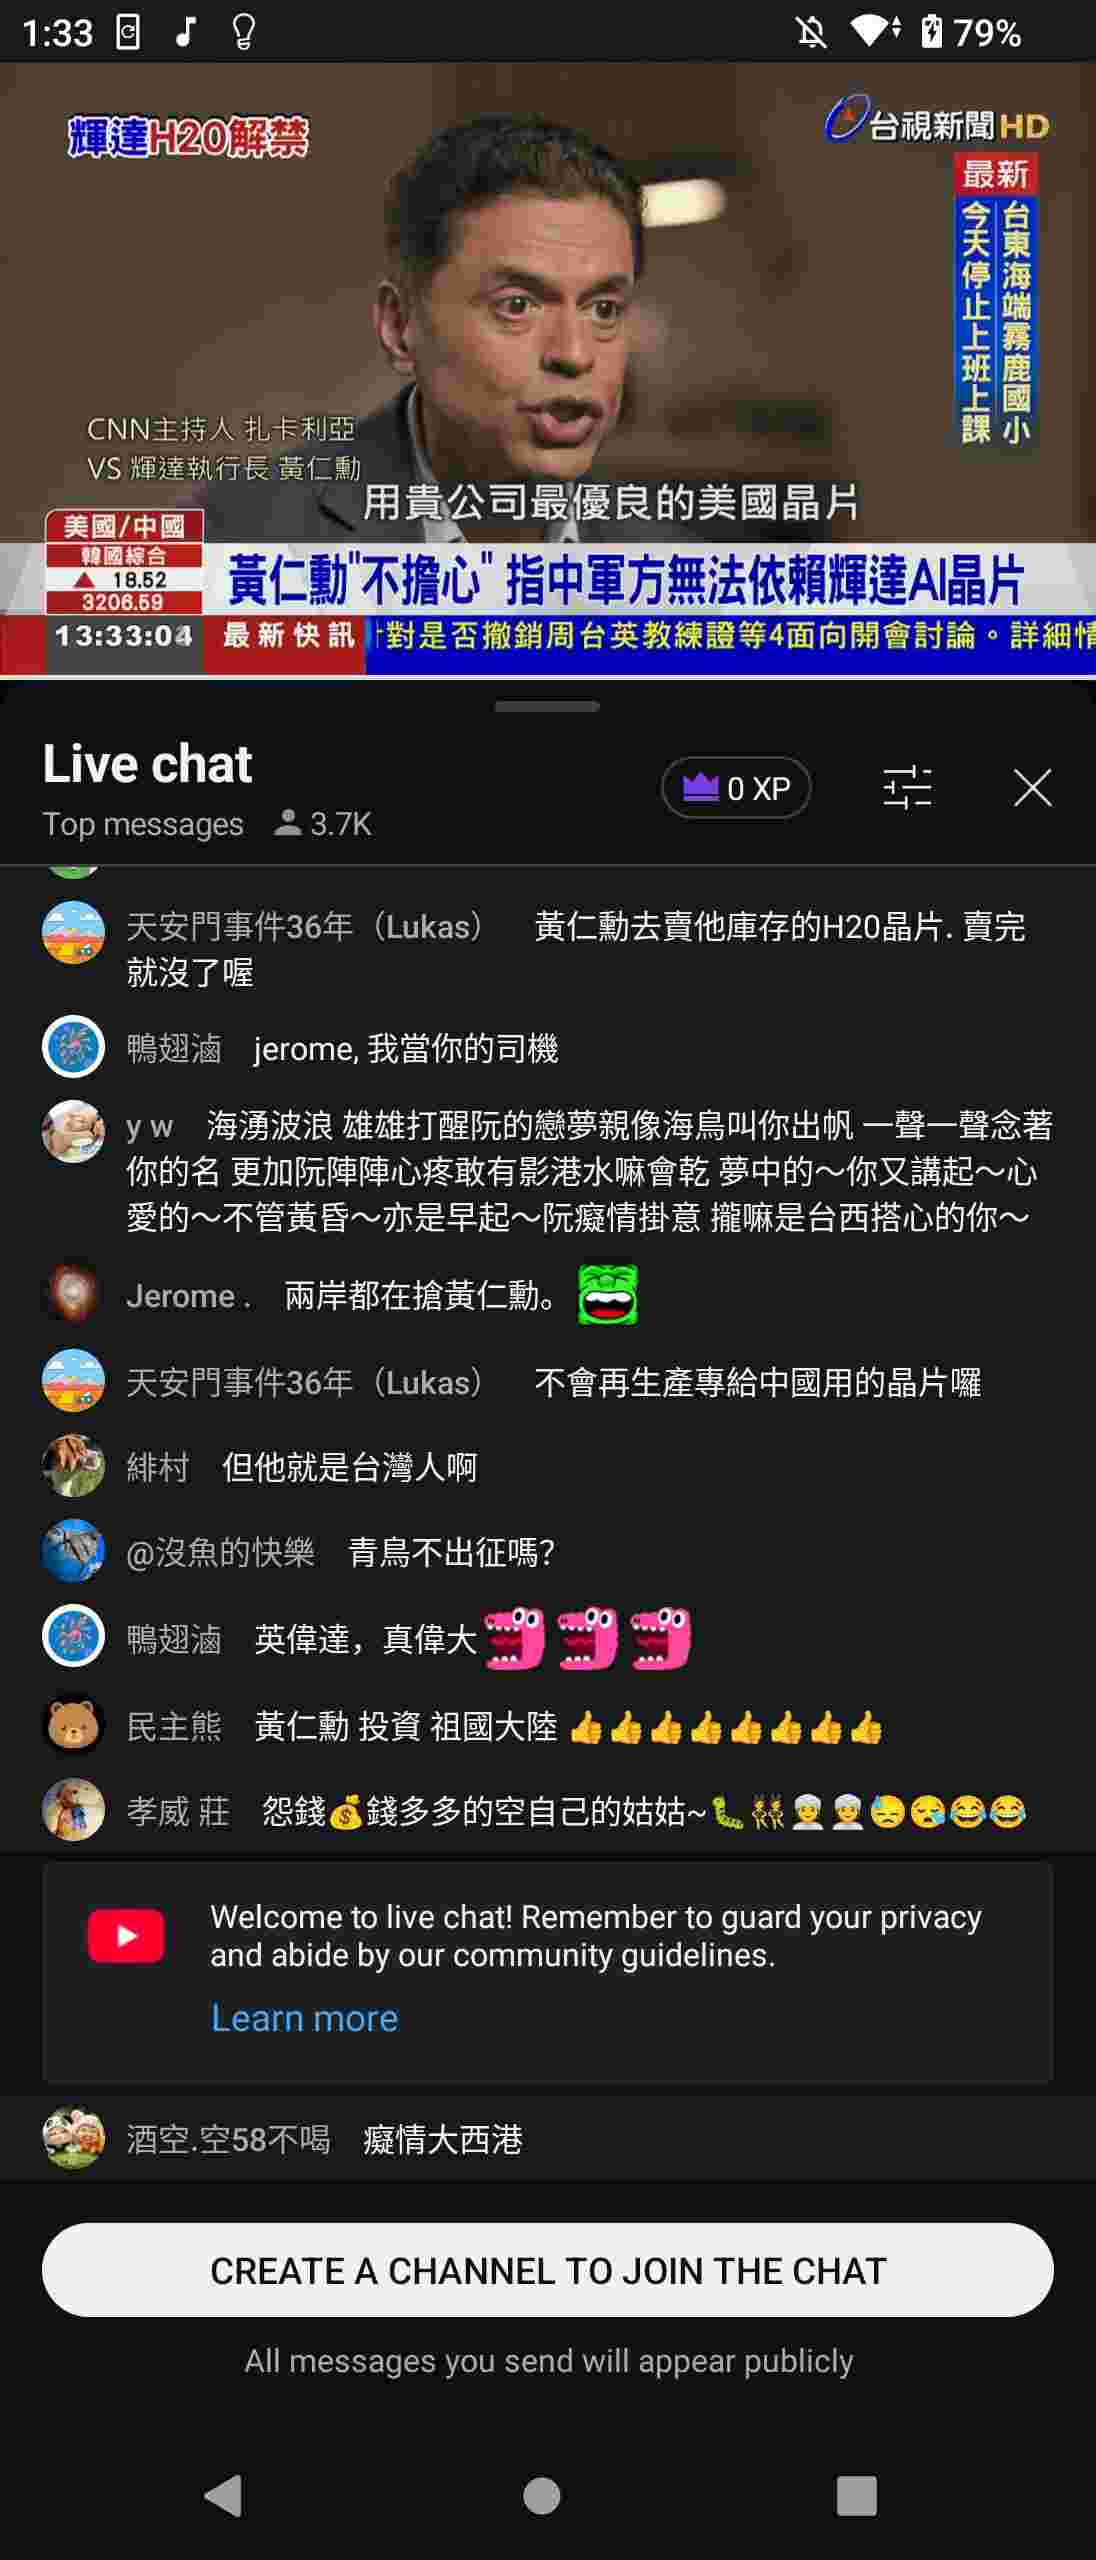 1:33
79%
輝達H20解禁
台視新聞HD
最新
台東海端霧鹿國小
今天停止上班上課
CNN主持人 扎卡利亞
VS 輝達執行長 黃仁勳
用貴公司最優良的美國晶片
美國/中國
韓國綜合
▲ 18.52
3206.59
黃仁勳"不擔心" 指中軍方無法依賴輝達AI晶片
13:33:04
最新快訊
對是否撤銷周台英教練證等4面向開會討論。詳細情
Live chat
Top messages 3.7K
0 XP
天安門事件36年（Lukas） 黃仁勳去賣他庫存的H20晶片. 賣完
就沒了喔
鴨翅滷 jerome, 我當你的司機
y w 海湧波浪 雄雄打醒阮的戀夢親像海鳥叫你出帆 一聲一聲念著
你的名 更加阮陣陣心疼敢有影港水嘛會乾 夢中的～你又講起～心
愛的～不管黃昏～亦是早起～阮癡情掛意 攏嘛是台西搭心的你～
Jerome . 兩岸都在搶黃仁勳。
天安門事件36年（Lukas） 不會再生產專給中國用的晶片囉
緋村 但他就是台灣人啊
@沒魚的快樂 青鳥不出征嗎?
鴨翅滷 英偉達，真偉大
民主熊 黃仁勳 投資 祖國大陸 👍👍👍👍👍👍👍👍
孝威 莊 怨錢💰錢多多的空自己的姑姑~🐛👯👳👳😓😪😂😂
Welcome to live chat! Remember to guard your privacy
and abide by our community guidelines.
Learn more
酒空.空58不喝 癡情大西港
CREATE A CHANNEL TO JOIN THE CHAT
All messages you send will appear publicly